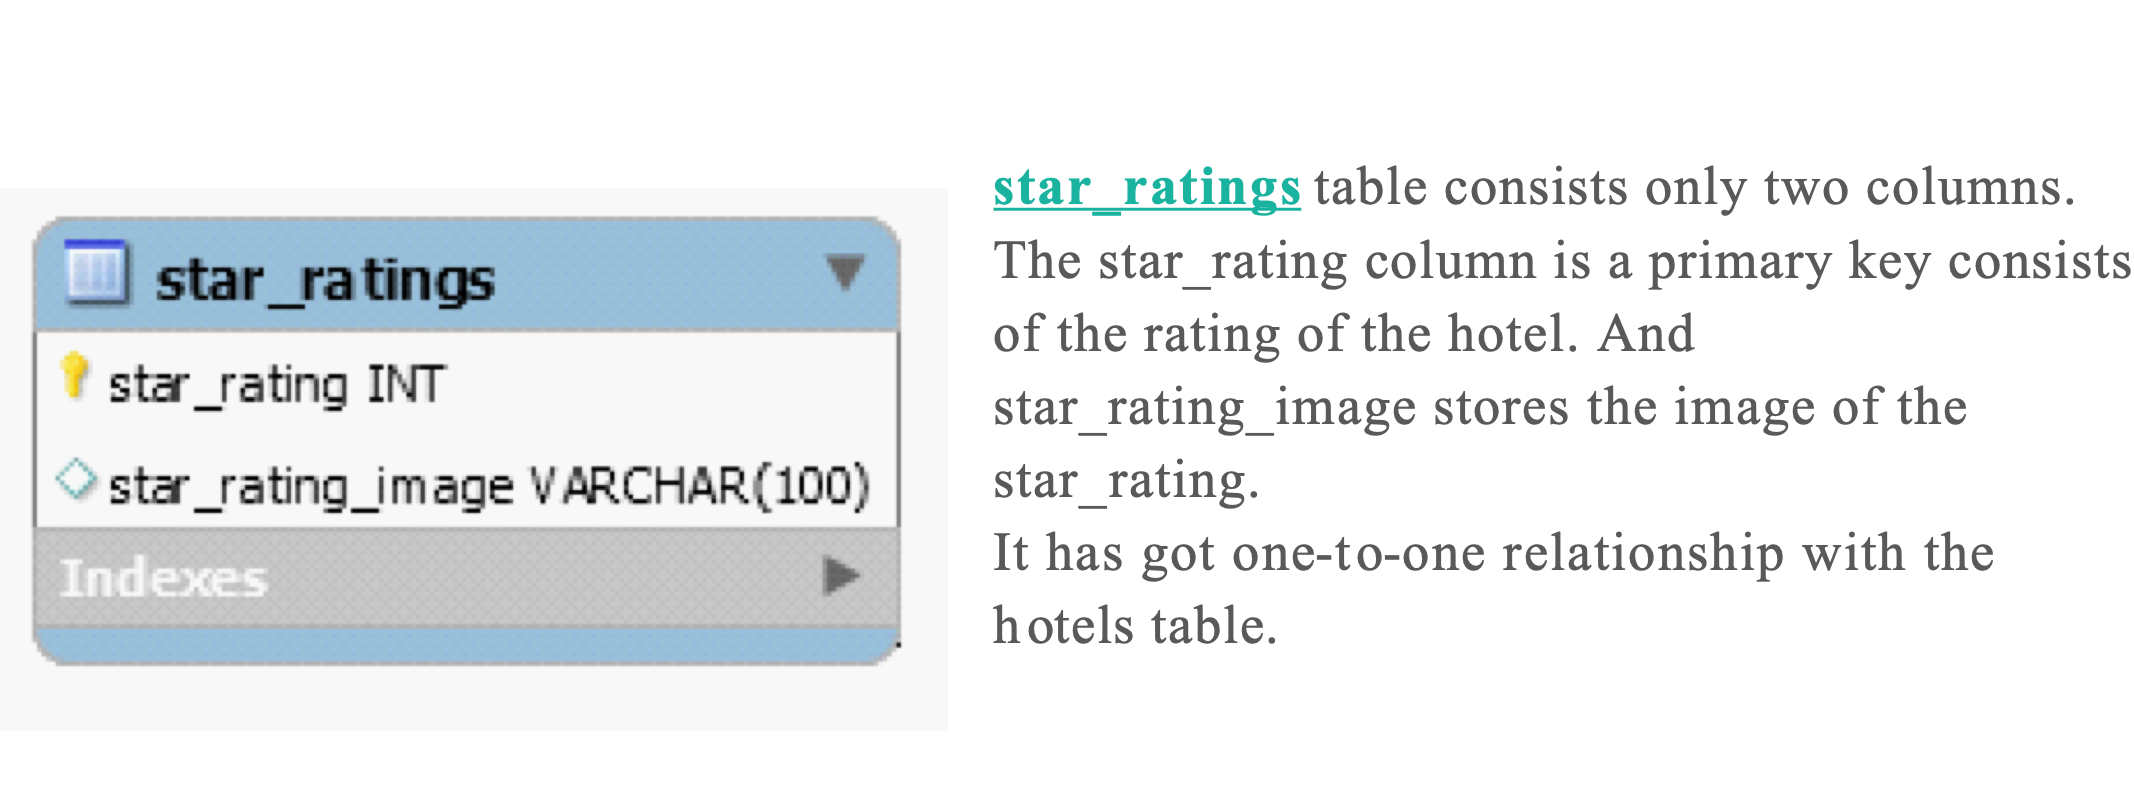 star_ratings
star_rating INT
star_rating_image VARCHAR(100)
Indexes
star_ratings table consists only two columns.
The star_rating column is a primary key consists
of the rating of the hotel. And
star_rating_image stores the image of the
star_rating.
It has got one-to-one relationship with the
hotels table.